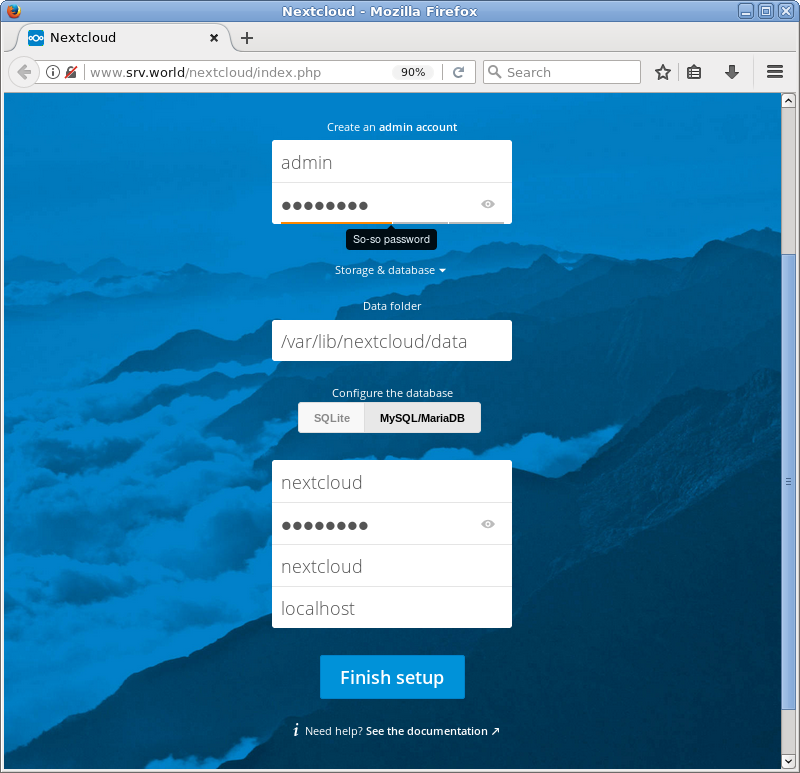 Nextcloud - Mozilla Firefox
Nextcloud
www.srv.world/nextcloud/index.php
90%
Search
Create an admin account
admin
●●●●●●●●
So-so password
Storage & database
Data folder
/var/lib/nextcloud/data
Configure the database
SQLite MySQL/MariaDB
nextcloud
●●●●●●●●
nextcloud
localhost
Finish setup
i Need help? See the documentation ↗